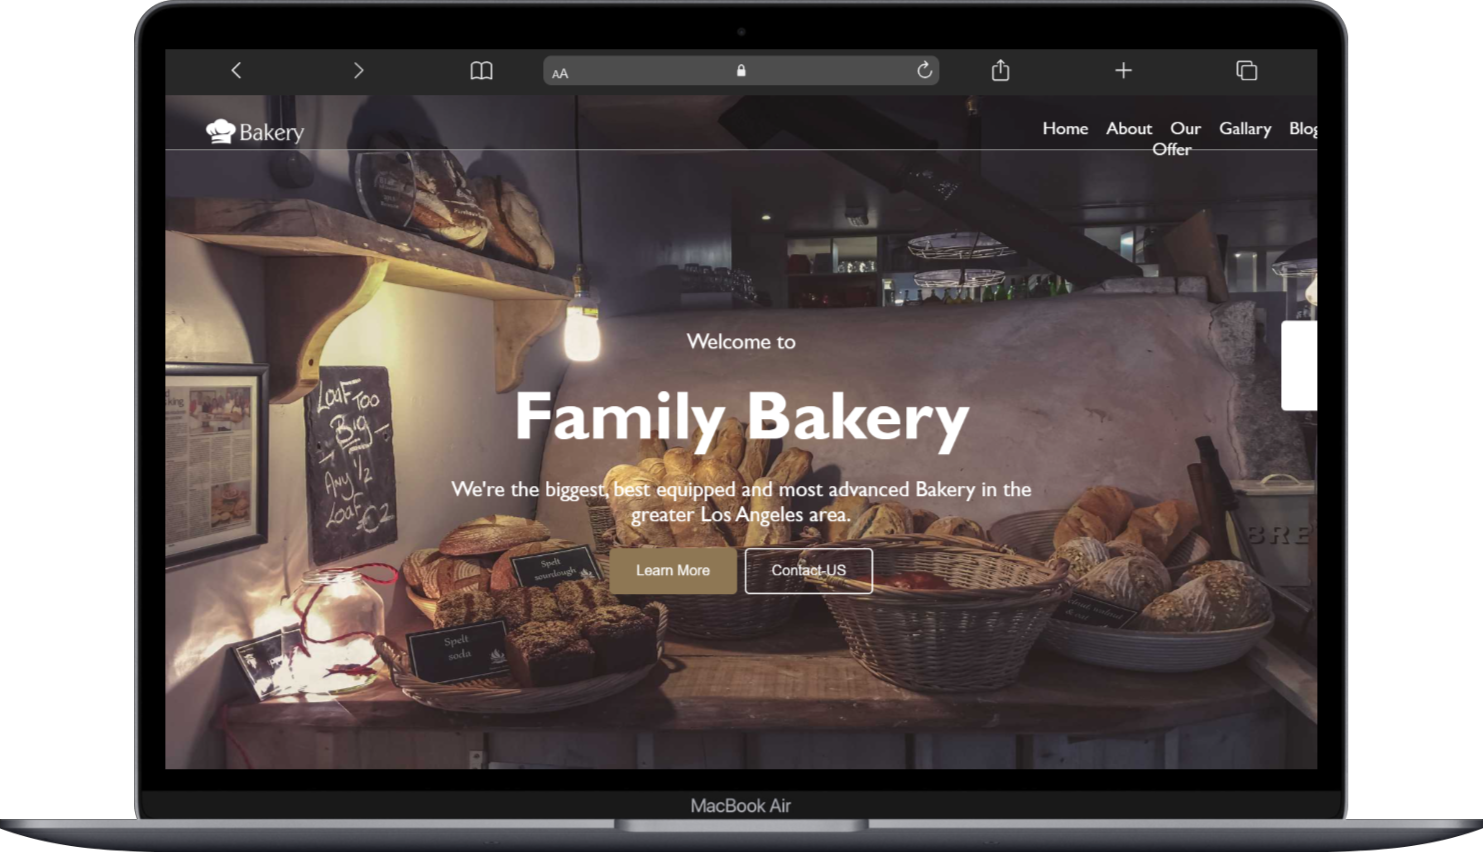 AA
Bakery
Home About Our Gallary Blog
Offer
Welcome to
Family Bakery
We're the biggest, best equipped and most advanced Bakery in the
greater Los Angeles area.
Learn More
Contact-US
Loaf Too
Big
Any 1/2
Loaf €2
Spelt
sourdough
Spelt
soda
BRE
MacBook Air